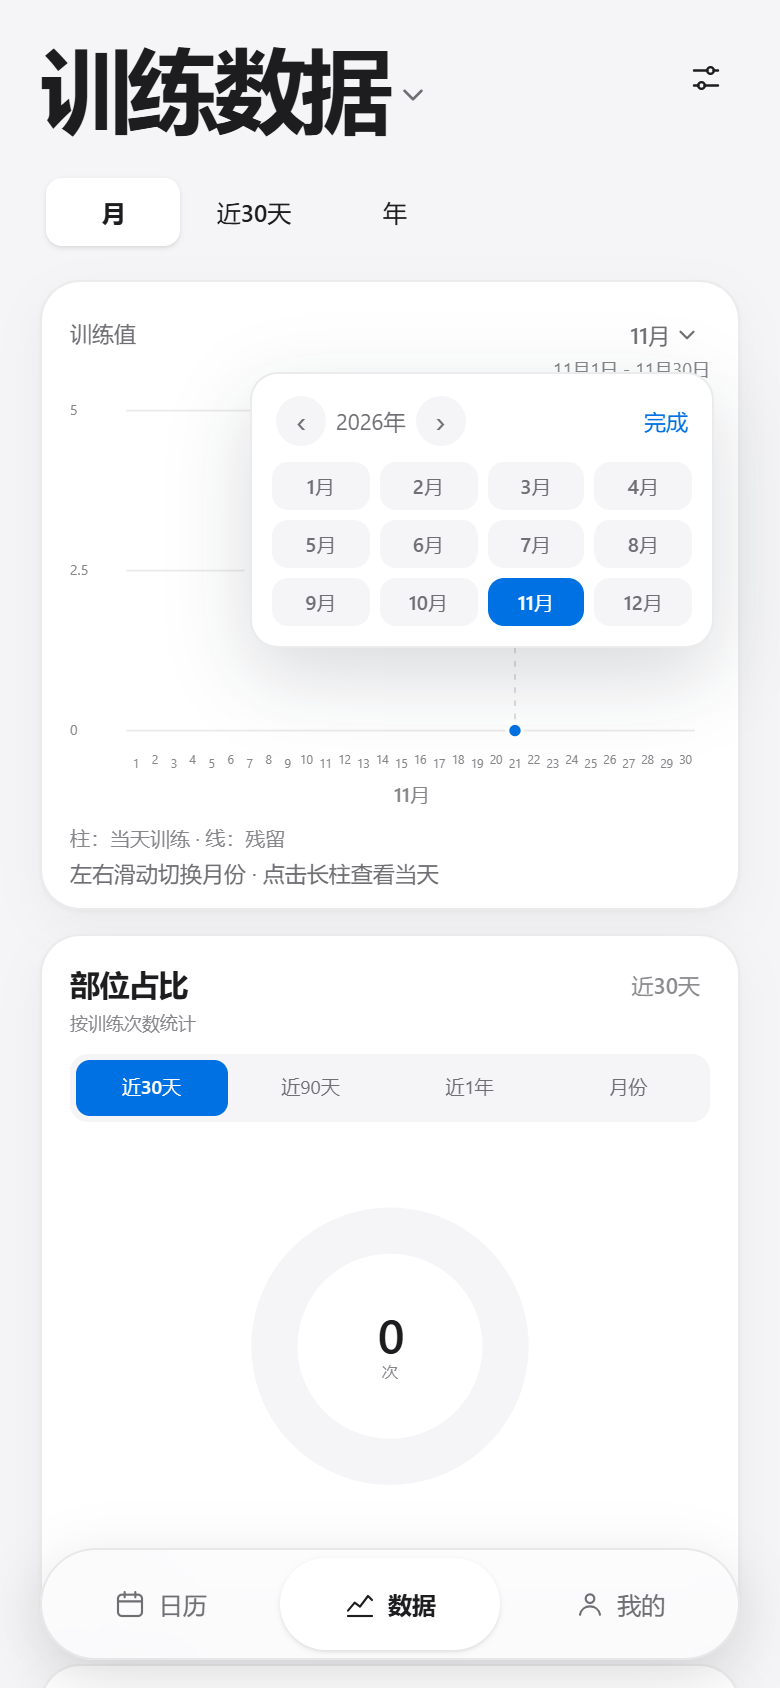 训练数据
月 近30天 年
训练值
11月
11月1日 - 11月30日
‹ 2026年 › 完成
1月 2月 3月 4月
5月 6月 7月 8月
9月 10月 11月 12月
5
2.5
0
1 2 3 4 5 6 7 8 9 10 11 12 13 14 15 16 17 18 19 20 21 22 23 24 25 26 27 28 29 30
11月
柱：当天训练 · 线：残留
左右滑动切换月份 · 点击长柱查看当天
部位占比
近30天
按训练次数统计
近30天 近90天 近1年 月份
0
次
日历 数据 我的